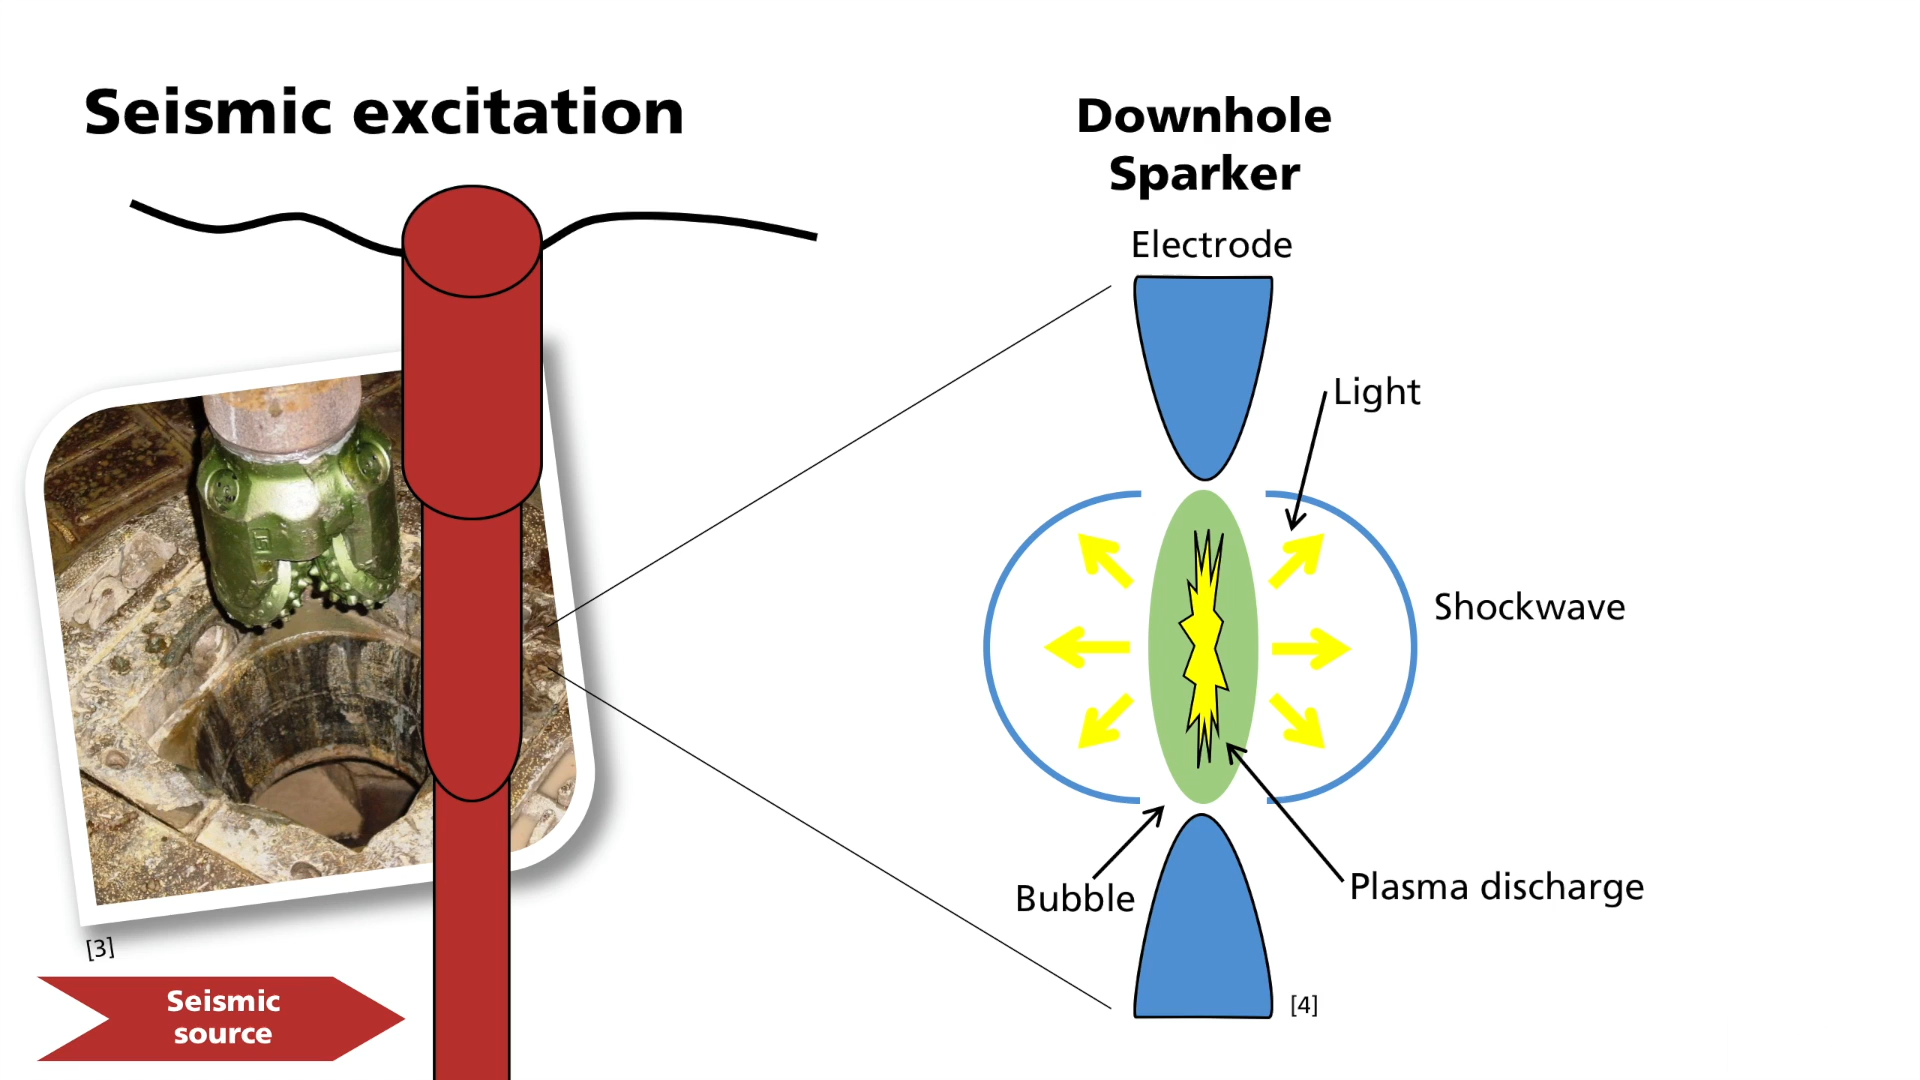 Seismic excitation
[3]
Seismic
source
Downhole
Sparker
Electrode
Light
Shockwave
Bubble
Plasma discharge
[4]